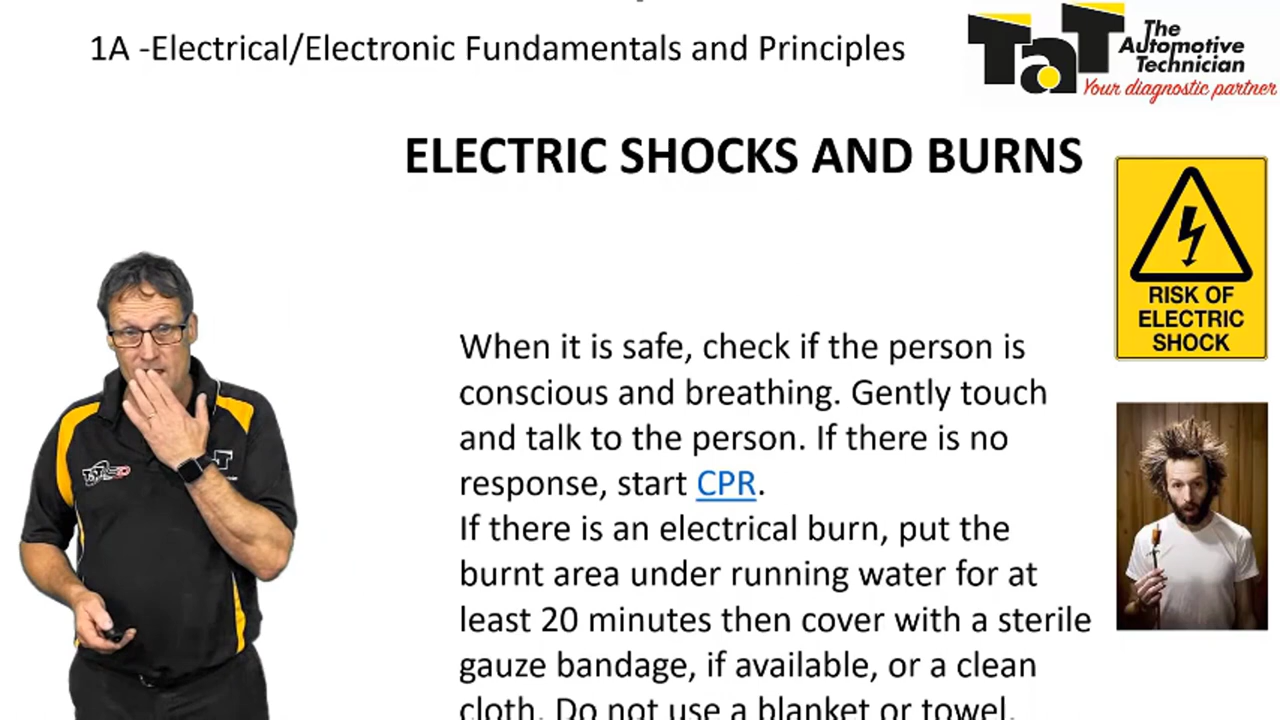 1A -Electrical/Electronic Fundamentals and Principles
TaT
The
Automotive
Technician
Your diagnostic partner
ELECTRIC SHOCKS AND BURNS
RISK OF
ELECTRIC
SHOCK
When it is safe, check if the person is
conscious and breathing. Gently touch
and talk to the person. If there is no
response, start CPR.
If there is an electrical burn, put the
burnt area under running water for at
least 20 minutes then cover with a sterile
gauze bandage, if available, or a clean
cloth. Do not use a blanket or towel.